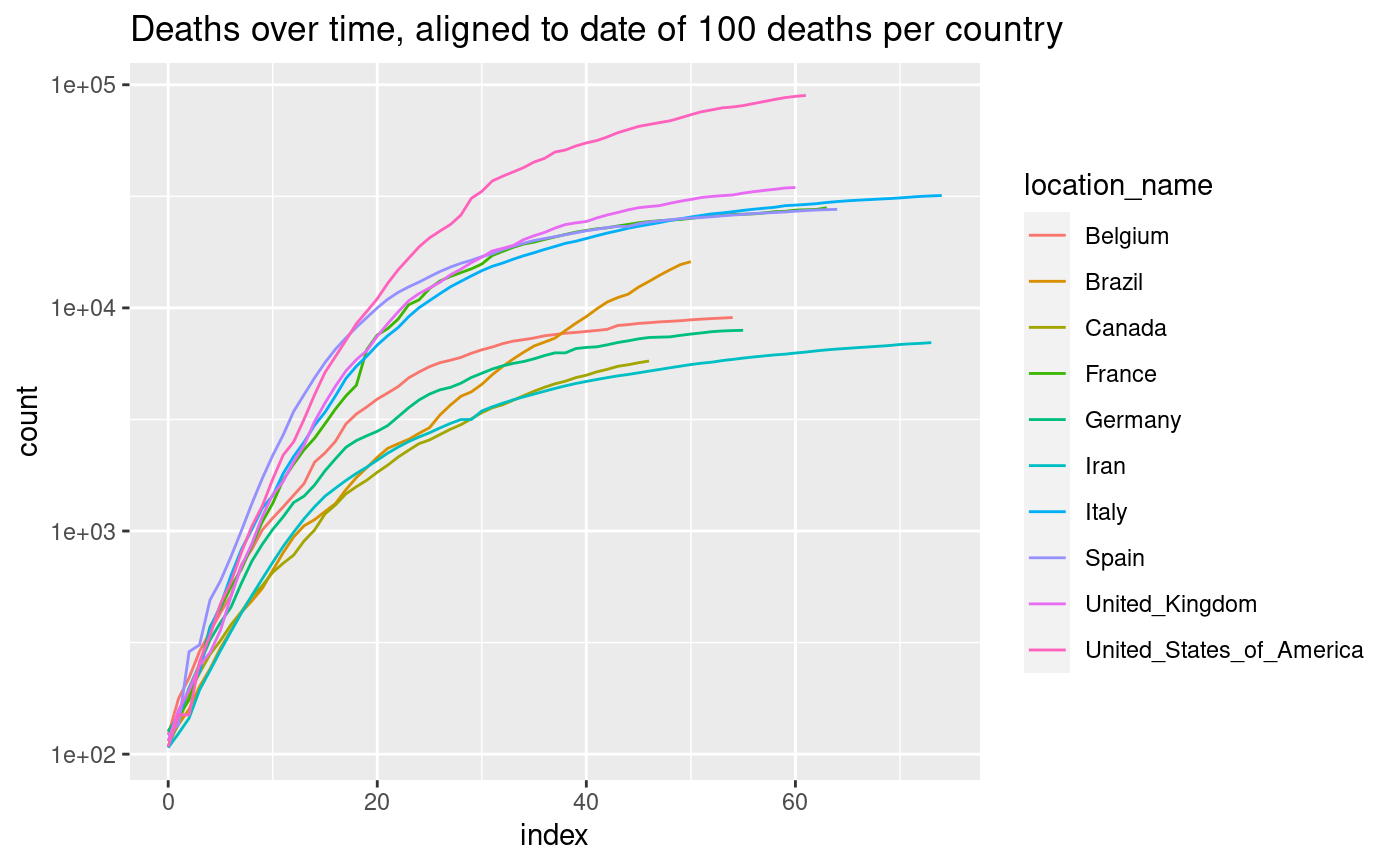 Deaths over time, aligned to date of 100 deaths per country
1e+05
1e+04
1e+03
1e+02
count
0 20 40 60
index
location_name
Belgium
Brazil
Canada
France
Germany
Iran
Italy
Spain
United_Kingdom
United_States_of_America